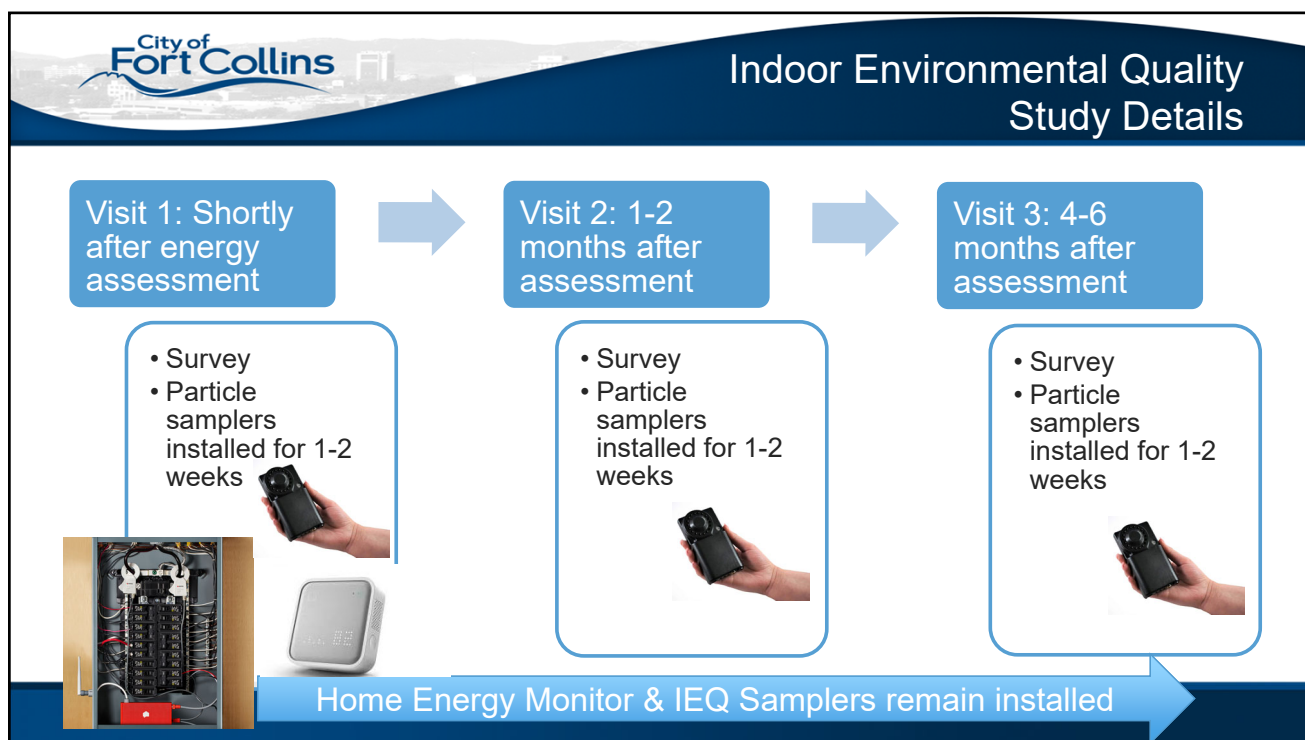 City of
Fort Collins
Indoor Environmental Quality
Study Details
Visit 1: Shortly
after energy
assessment
• Survey
• Particle
samplers
installed for 1-2
weeks
Visit 2: 1-2
months after
assessment
• Survey
• Particle
samplers
installed for 1-2
weeks
Visit 3: 4-6
months after
assessment
• Survey
• Particle
samplers
installed for 1-2
weeks
Home Energy Monitor & IEQ Samplers remain installed